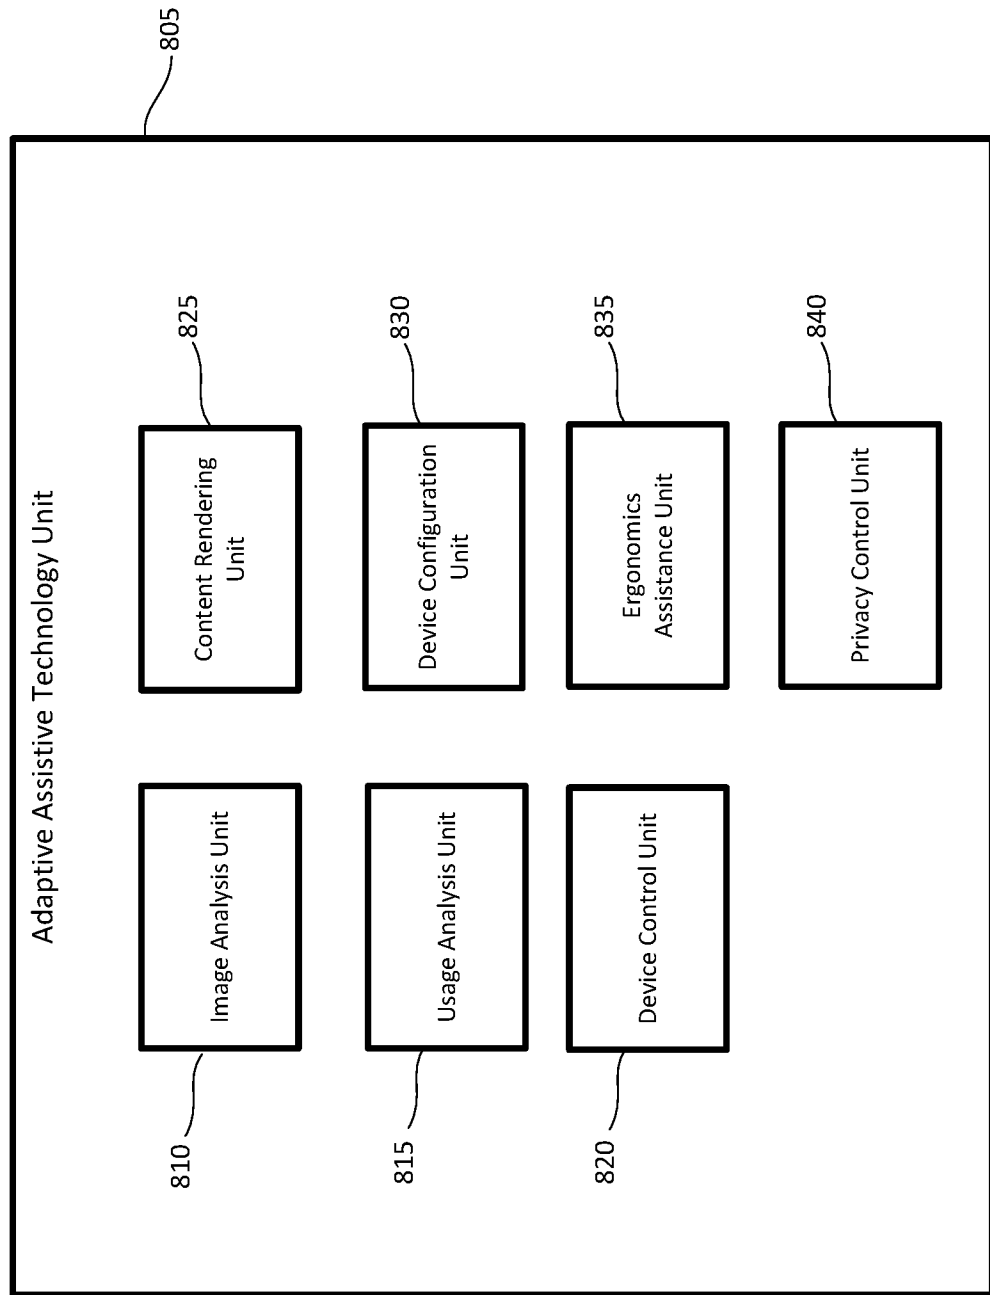 Adaptive Assistive Technology Unit
805
810
Image Analysis Unit
Content Rendering
Unit
825
815
Usage Analysis Unit
Device Configuration
Unit
830
820
Device Control Unit
Ergonomics
Assistance Unit
835
Privacy Control Unit
840